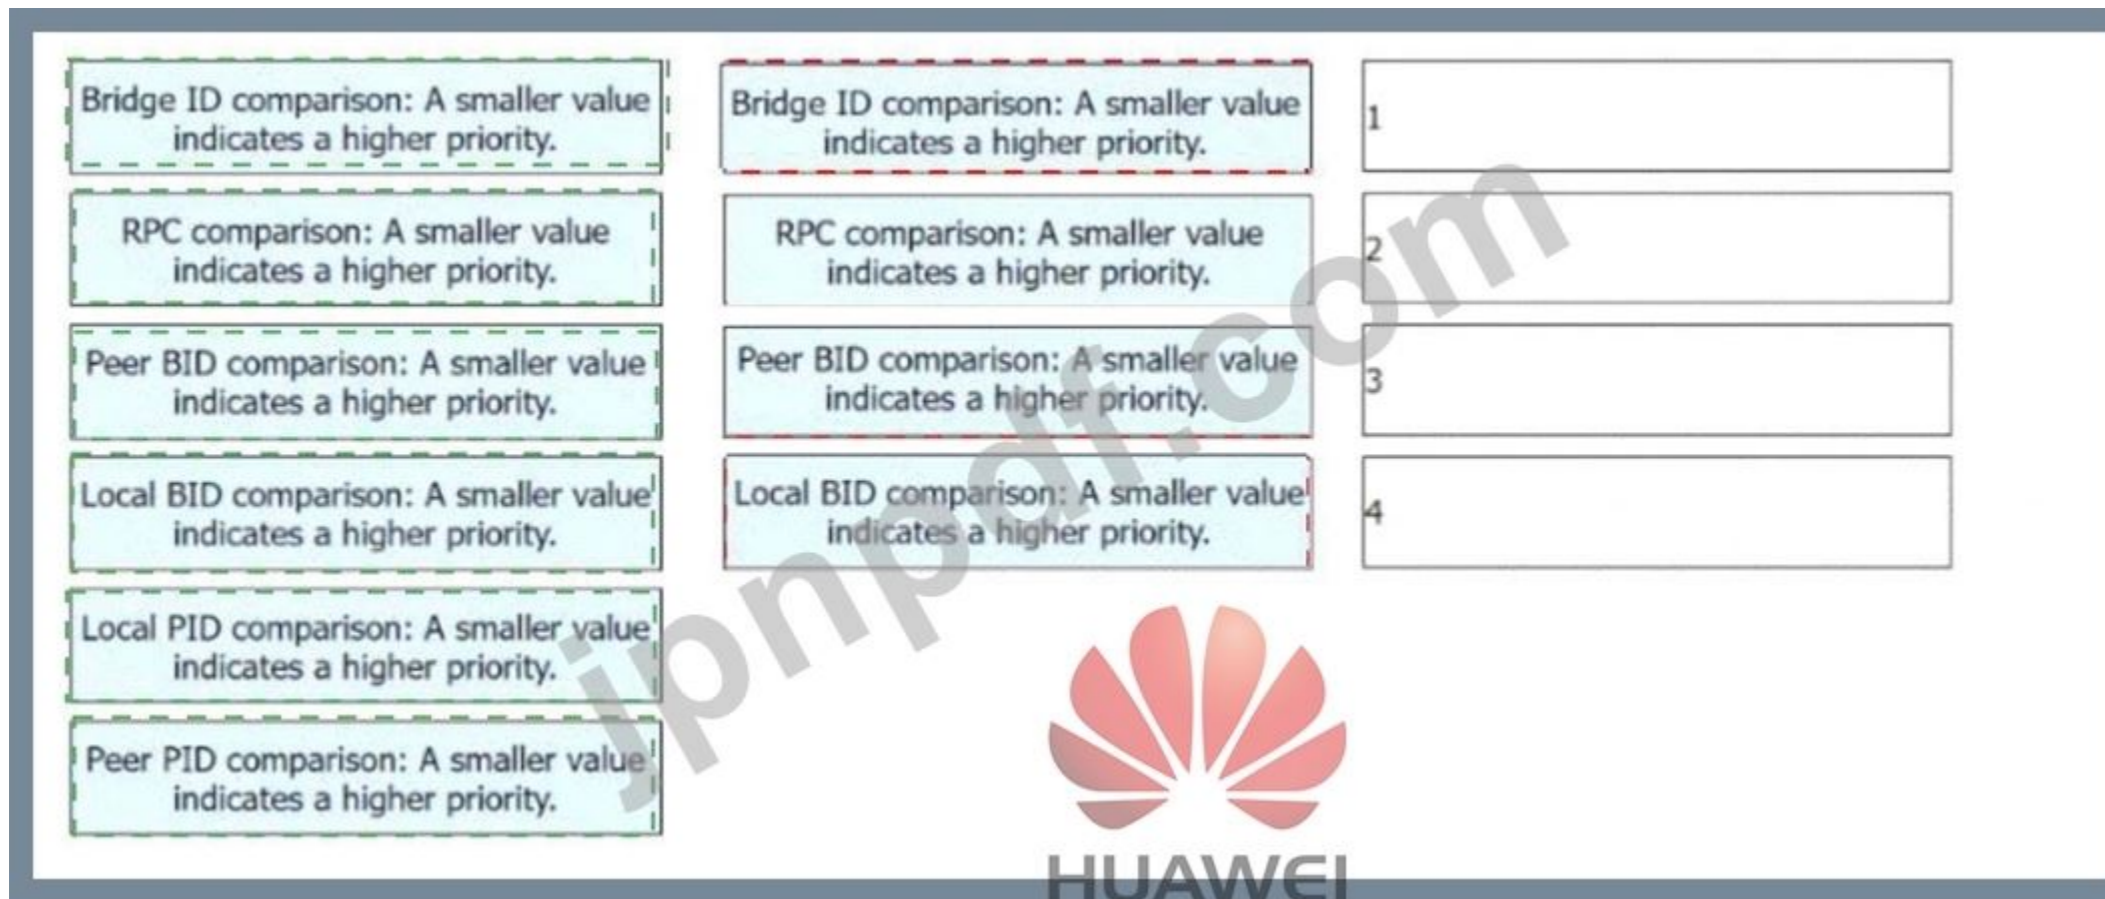 Bridge ID comparison: A smaller value
indicates a higher priority.
RPC comparison: A smaller value
indicates a higher priority.
Peer BID comparison: A smaller value
indicates a higher priority.
Local BID comparison: A smaller value
indicates a higher priority.
Local PID comparison: A smaller value
indicates a higher priority.
Peer PID comparison: A smaller value
indicates a higher priority.
Bridge ID comparison: A smaller value
indicates a higher priority.
RPC comparison: A smaller value
indicates a higher priority.
Peer BID comparison: A smaller value
indicates a higher priority.
Local BID comparison: A smaller value
indicates a higher priority.
1
2
3
4
jpnpdf.com
HUAWEI